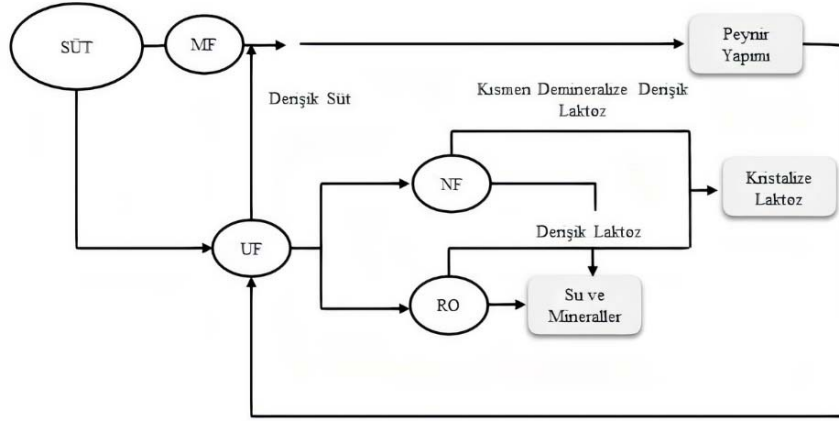 SÜT
MF
Peynir
Yapımı
Derişik Süt
Kısmen Demineralize Derişik
Laktoz
NF
Kristalize
Laktoz
UF
Derişik Laktoz
RO
Su ve
Mineraller